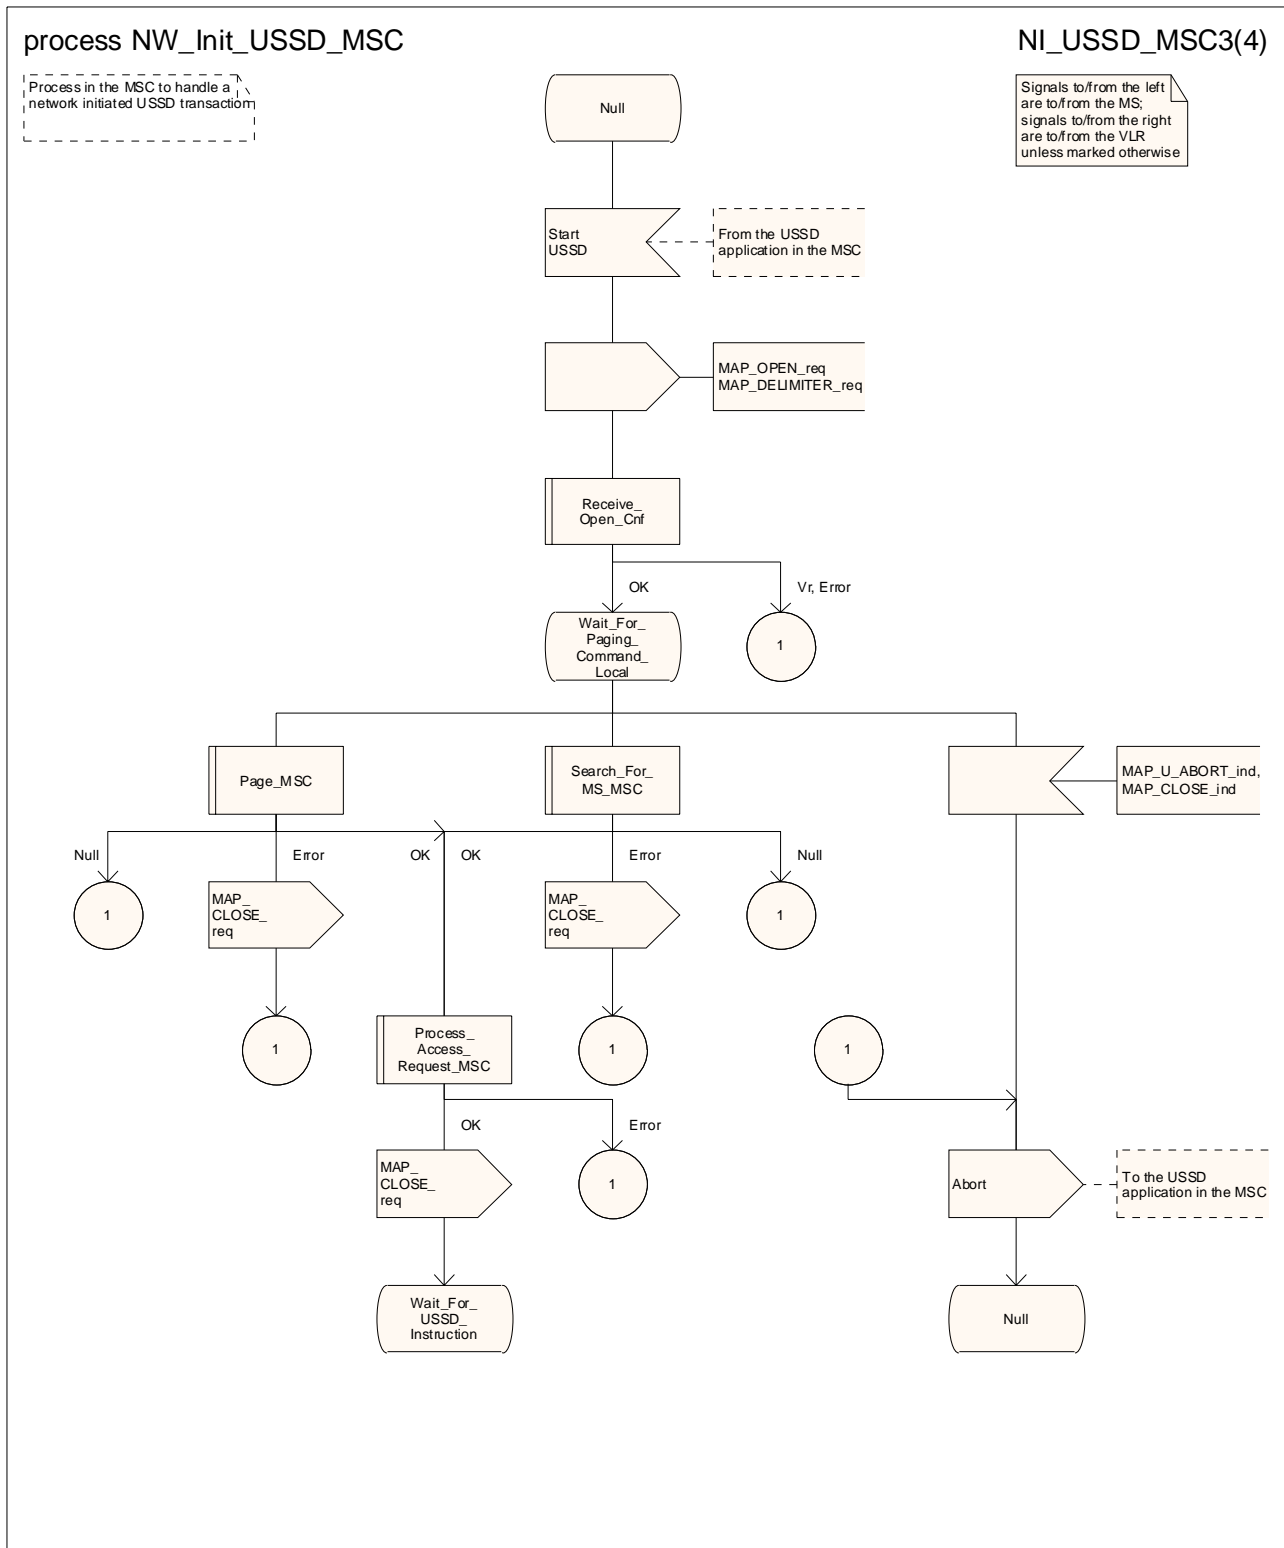 process NW_Init_USSD_MSC
NI_USSD_MSC3(4)
Process in the MSC to handle a
network initiated USSD transaction
Signals to/from the left
are to/from the MS;
signals to/from the right
are to/from the VLR
unless marked otherwise
Null
Start
USSD
From the USSD
application in the MSC
MAP_OPEN_req
MAP_DELIMITER_req
Receive_
Open_Cnf
OK
Vr, Error
Wait_For_
Paging_
Command_
Local
1
Page_MSC
Search_For_
MS_MSC
MAP_U_ABORT_ind,
MAP_CLOSE_ind
Null
Error
OK
OK
Error
Null
1
MAP_
CLOSE_
req
MAP_
CLOSE_
req
1
1
Process_
Access_
Request_MSC
1
1
OK
Error
MAP_
CLOSE_
req
1
Abort
To the USSD
application in the MSC
Wait_For_
USSD_
Instruction
Null